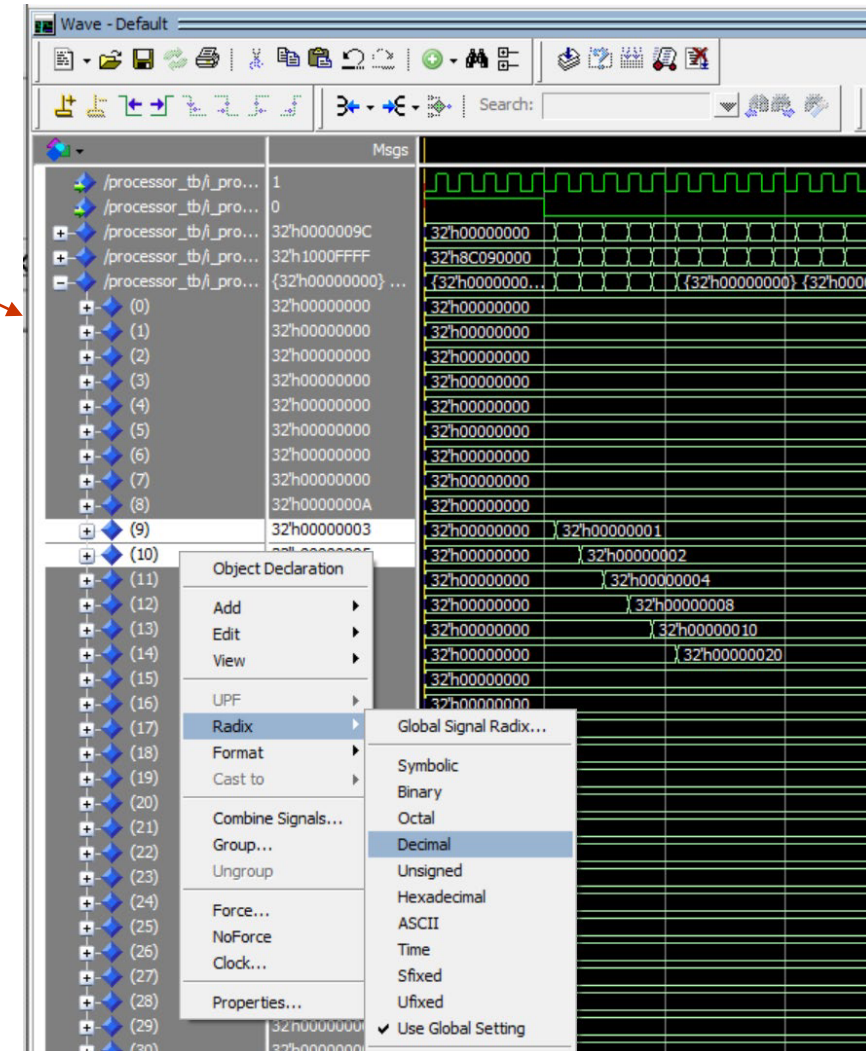 Wave - Default
Search:
Msgs
/processor_tb/i_pro... 1
/processor_tb/i_pro... 0
/processor_tb/i_pro... 32'h0000009C 32'h00000000
/processor_tb/i_pro... 32'h1000FFFF 32'h8C090000
/processor_tb/i_pro... {32'h00000000} ... {32'h0000000... {32'h00000000} {32'h000
(0) 32'h00000000 32'h00000000
(1) 32'h00000000 32'h00000000
(2) 32'h00000000 32'h00000000
(3) 32'h00000000 32'h00000000
(4) 32'h00000000 32'h00000000
(5) 32'h00000000 32'h00000000
(6) 32'h00000000 32'h00000000
(7) 32'h00000000 32'h00000000
(8) 32'h0000000A 32'h00000000
(9) 32'h00000003 32'h00000000 32'h00000001
(10) 32'h00000000 32'h00000002
(11) 32'h00000000 32'h00000004
(12) 32'h00000000 32'h00000008
(13) 32'h00000000 32'h00000010
(14) 32'h00000000 32'h00000020
(15) 32'h00000000
(16) 32'h00000000
(17)
(18)
(19)
(20)
(21)
(22)
(23)
(24)
(25)
(26)
(27)
(28)
(29) 32'h0000000
(30) 32'h0000000
Object Declaration
Add
Edit
View
UPF
Radix
Format
Cast to
Combine Signals...
Group...
Ungroup
Force...
NoForce
Clock...
Properties...
Global Signal Radix...
Symbolic
Binary
Octal
Decimal
Unsigned
Hexadecimal
ASCII
Time
Sfixed
Ufixed
Use Global Setting